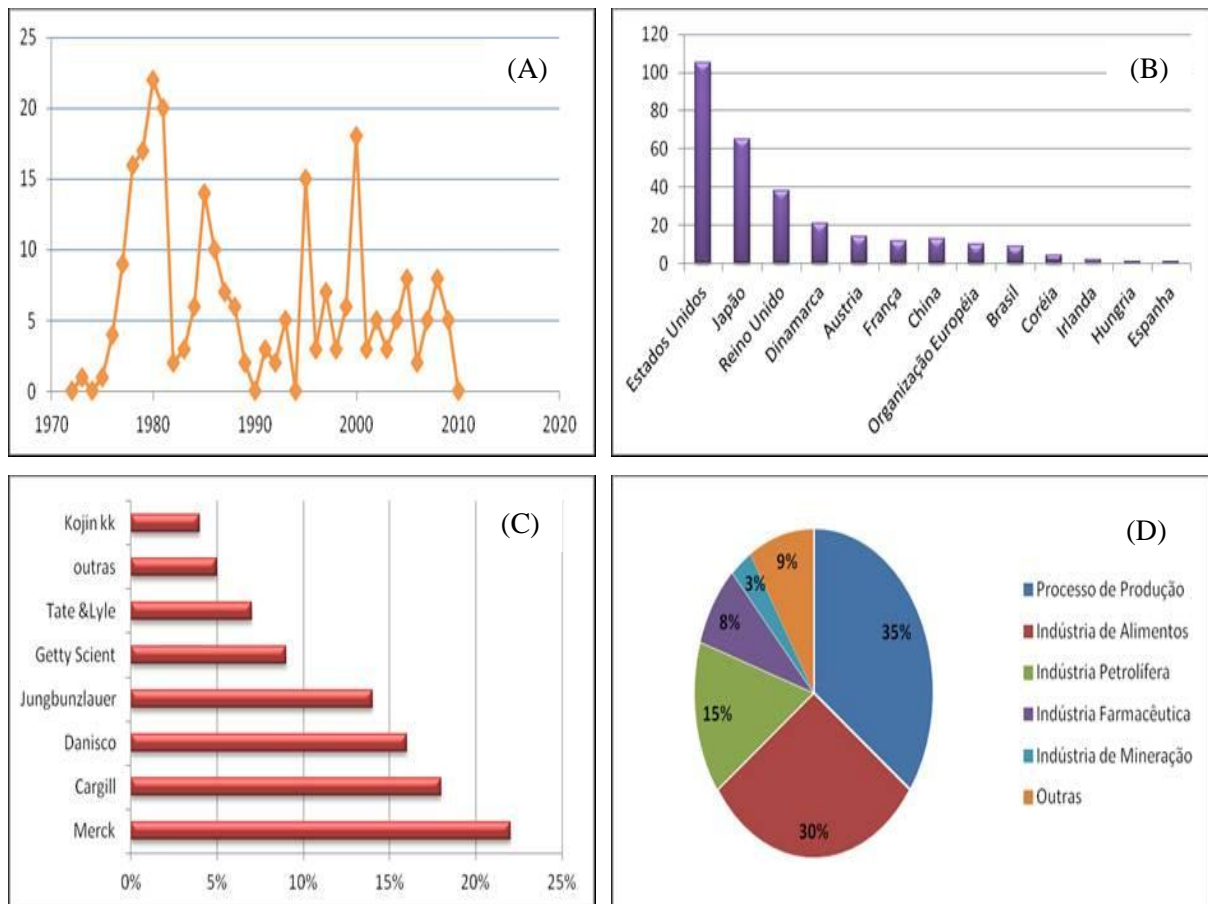 (A)
25
20
15
10
5
0
1970 1980 1990 2000 2010 2020
(B)
120
100
80
60
40
20
0
Estados Unidos
Japão
Reino Unido
Dinamarca
Austria
França
China
Organização Européia
Brasil
Coréia
Irlanda
Hungria
Espanha
(C)
Kojin kk
outras
Tate &Lyle
Getty Scient
Jungbunzlauer
Danisco
Cargill
Merck
0% 5% 10% 15% 20% 25%
(D)
35%
30%
15%
8%
3%
9%
Processo de Produção
Indústria de Alimentos
Indústria Petrolífera
Indústria Farmacêutica
Indústria de Mineração
Outras